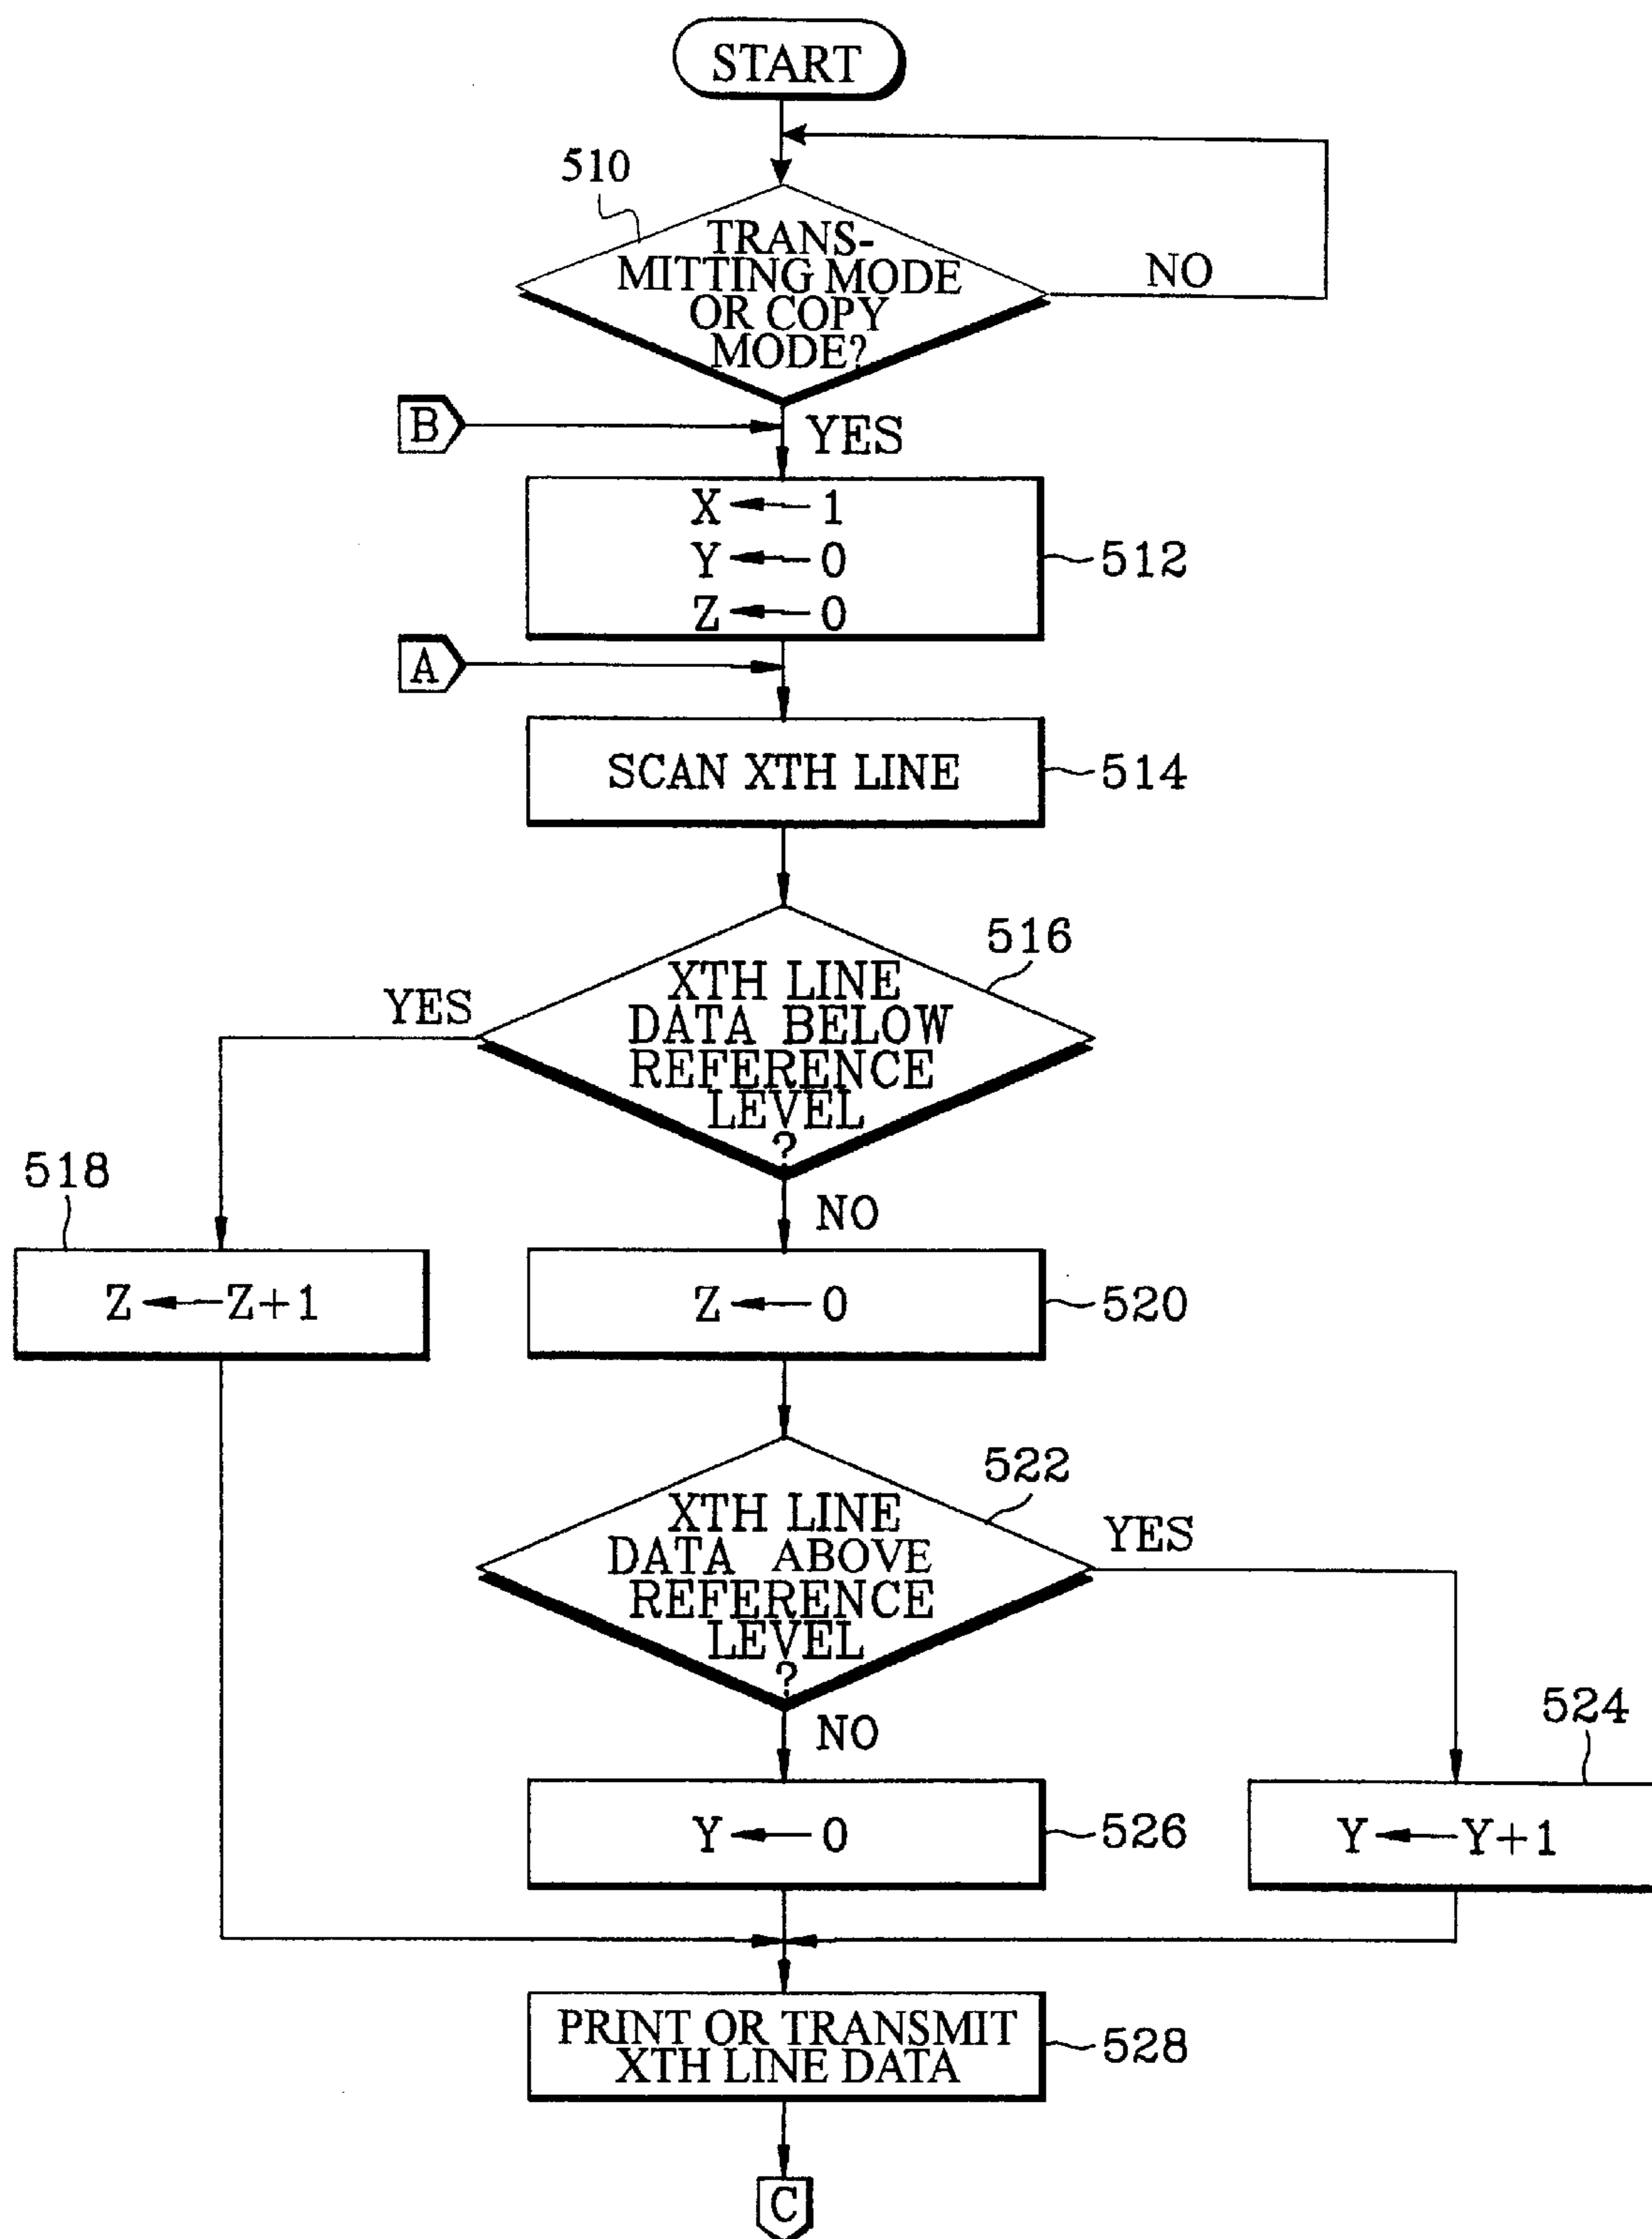 START
510
TRANS-
MITTING MODE
OR COPY
MODE?
NO
B
YES
X ← 1
Y ← 0
512
Z ← 0
A
SCAN XTH LINE
514
516
XTH LINE
YES
DATA BELOW
REFERENCE
LEVEL
?
518
NO
Z ← Z+1
Z ← 0
520
522
XTH LINE
YES
DATA ABOVE
REFERENCE
LEVEL
?
524
NO
Y ← 0
526
Y ← Y+1
PRINT OR TRANSMIT
XTH LINE DATA
528
C